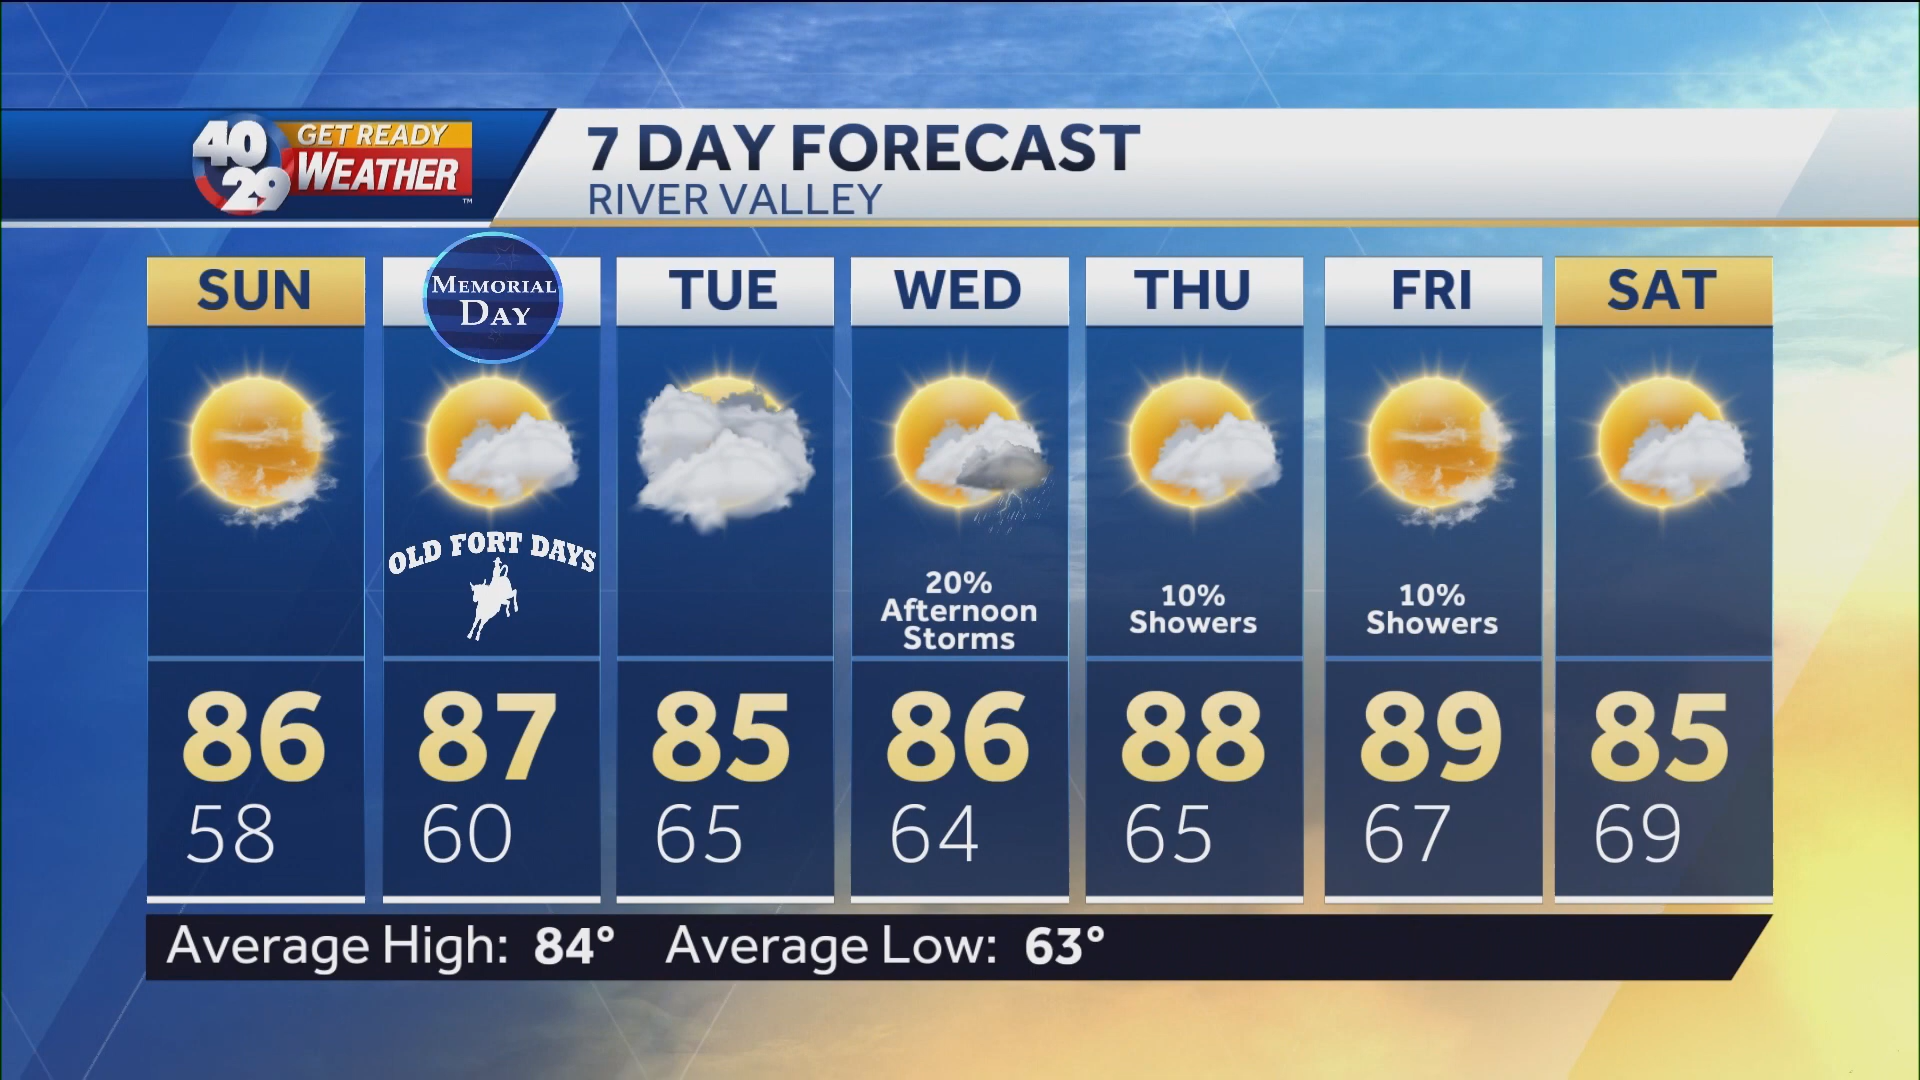 40
29
GET READY
WEATHER™
7 DAY FORECAST
RIVER VALLEY
SUN
86
58
MEMORIAL
DAY
OLD FORT DAYS
87
60
TUE
85
65
WED
20%
Afternoon
Storms
86
64
THU
10%
Showers
88
65
FRI
10%
Showers
89
67
SAT
85
69
Average High: 84° Average Low: 63°